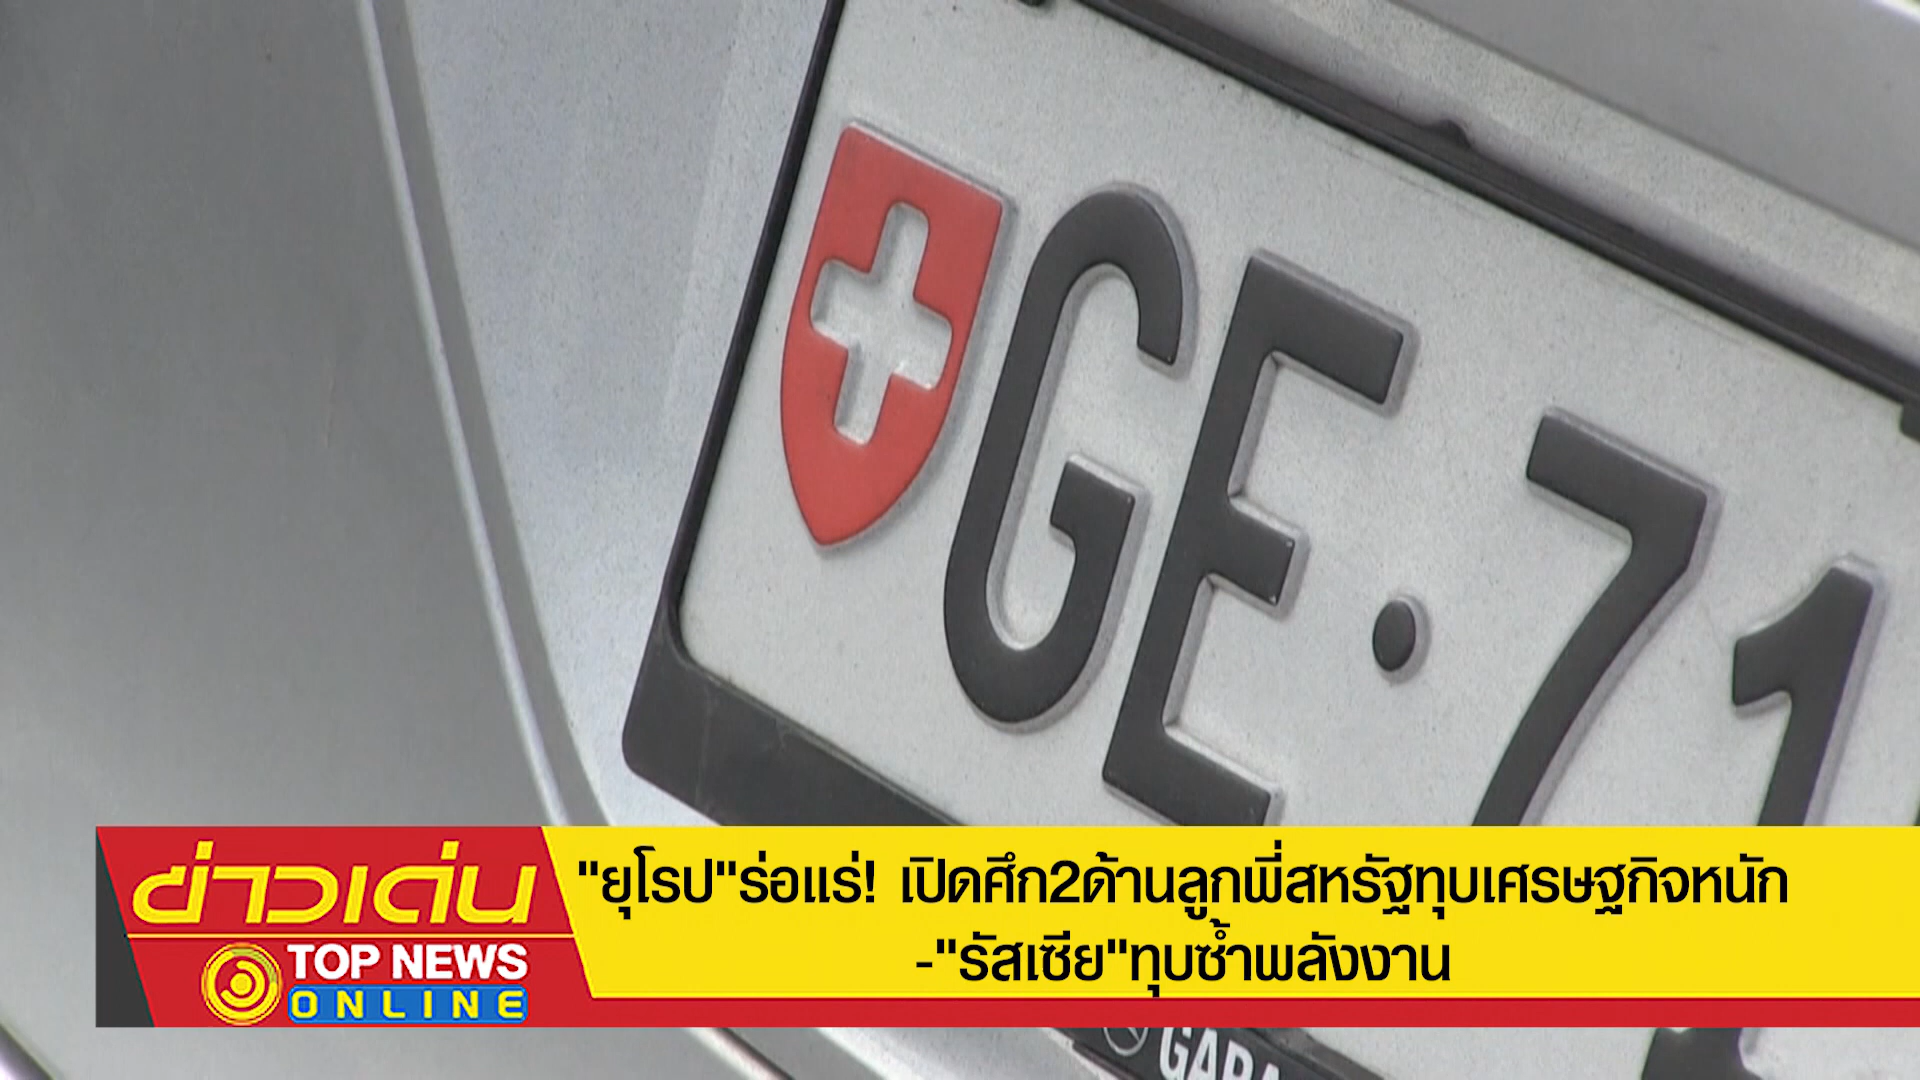 GE·71
ข่าวเด่น
TOP NEWS
ONLINE
"ยุโรป"ร่อแร่! เปิดศึก2ด้านลูกพี่สหรัฐทุบเศรษฐกิจหนัก
-"รัสเซีย"ทุบซ้ำพลังงาน